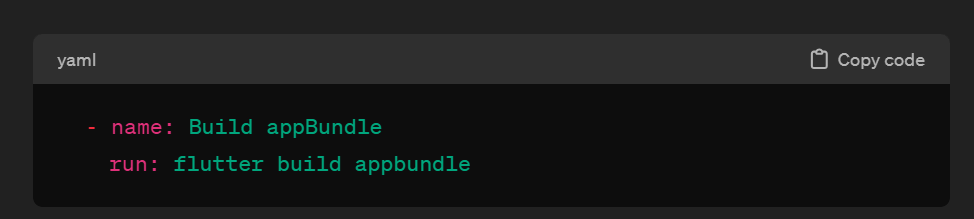 yaml
Copy code
- name: Build appBundle
run: flutter build appbundle